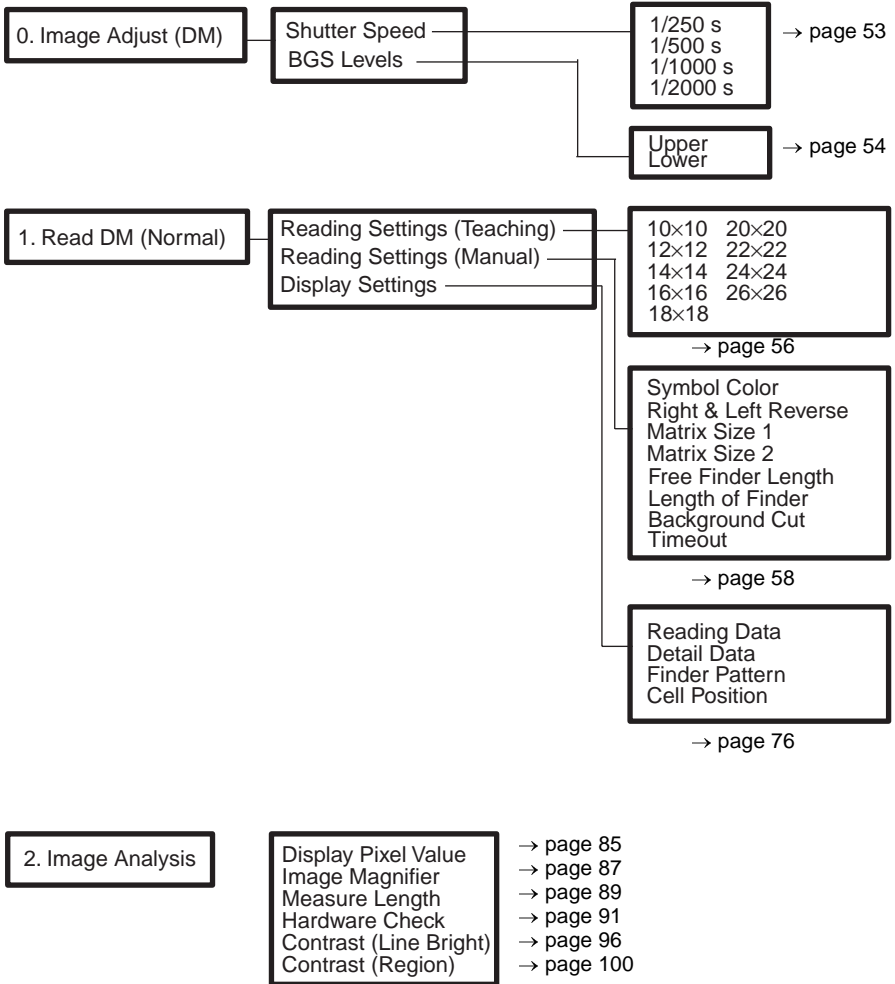 0. Image Adjust (DM)
Shutter Speed
BGS Levels
1/250 s
1/500 s
1/1000 s
1/2000 s
→ page 53
Upper
Lower
→ page 54
1. Read DM (Normal)
Reading Settings (Teaching)
Reading Settings (Manual)
Display Settings
10×10 20×20
12×12 22×22
14×14 24×24
16×16 26×26
18×18
→ page 56
Symbol Color
Right & Left Reverse
Matrix Size 1
Matrix Size 2
Free Finder Length
Length of Finder
Background Cut
Timeout
→ page 58
Reading Data
Detail Data
Finder Pattern
Cell Position
→ page 76
2. Image Analysis
Display Pixel Value → page 85
Image Magnifier → page 87
Measure Length → page 89
Hardware Check → page 91
Contrast (Line Bright) → page 96
Contrast (Region) → page 100